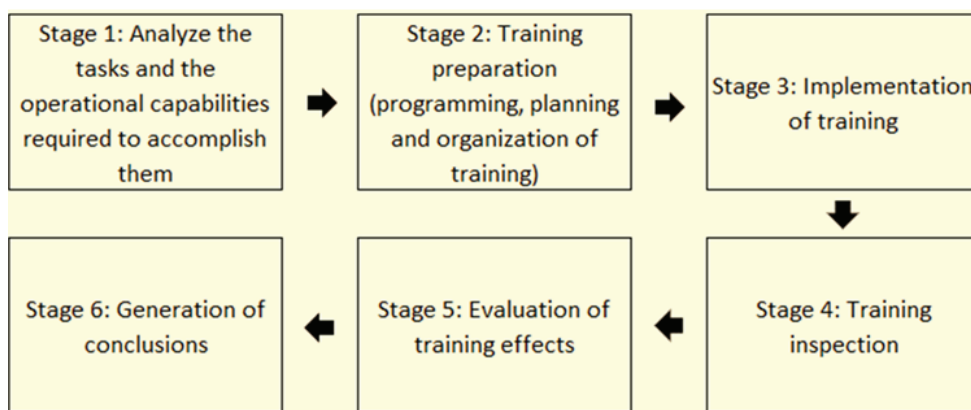 Stage 1: Analyze the
tasks and the
operational capabilities
required to accomplish
them
Stage 2: Training
preparation
(programming, planning
and organization of
training)
Stage 3: Implementation
of training
Stage 4: Training
inspection
Stage 5: Evaluation of
training effects
Stage 6: Generation of
conclusions